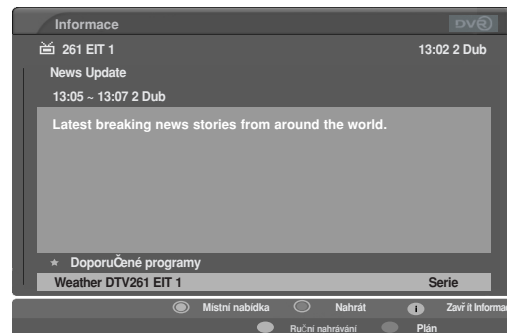 Informace DVR
261 EIT 1 13:02 2 Dub
News Update
13:05 ~ 13:07 2 Dub
Latest breaking news stories from around the world.
★ DoporuČené programy
Weather DTV261 EIT 1 Serie
Místní nabídka Nahrát i Zavřít Informa
Ruční nahrávání Plán